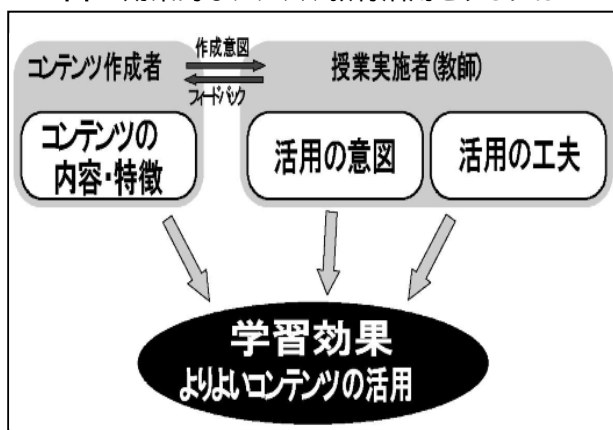 作成意図
コンテンツ作成者
授業実施者(教師)
フィードバック
コンテンツの
内容・特徴
活用の意図
活用の工夫
学習効果
よりよいコンテンツの活用